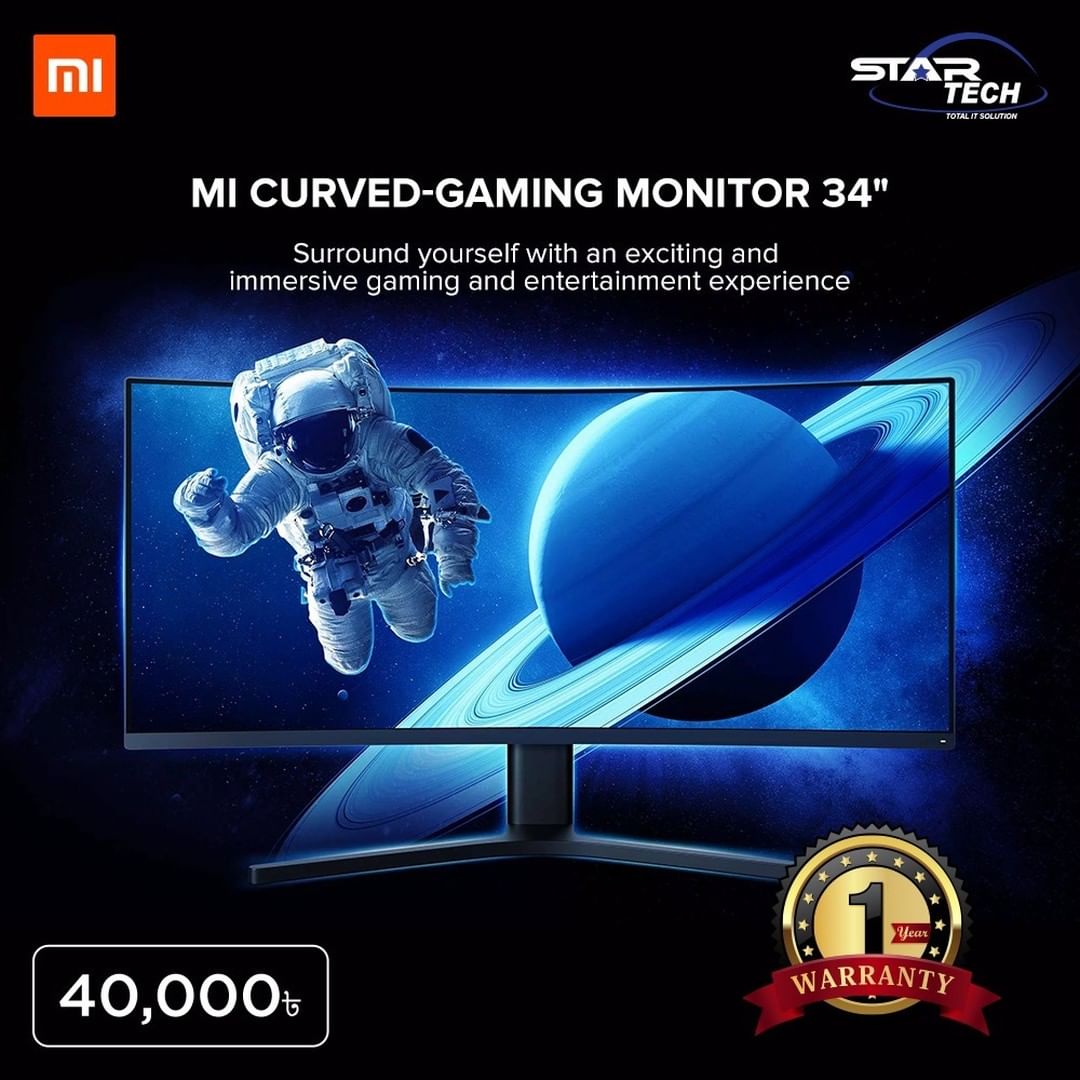 mi
STAR
TECH
TOTAL IT SOLUTION
MI CURVED-GAMING MONITOR 34"
Surround yourself with an exciting and
immersive gaming and entertainment experience
1
Year
WARRANTY
40,000৳